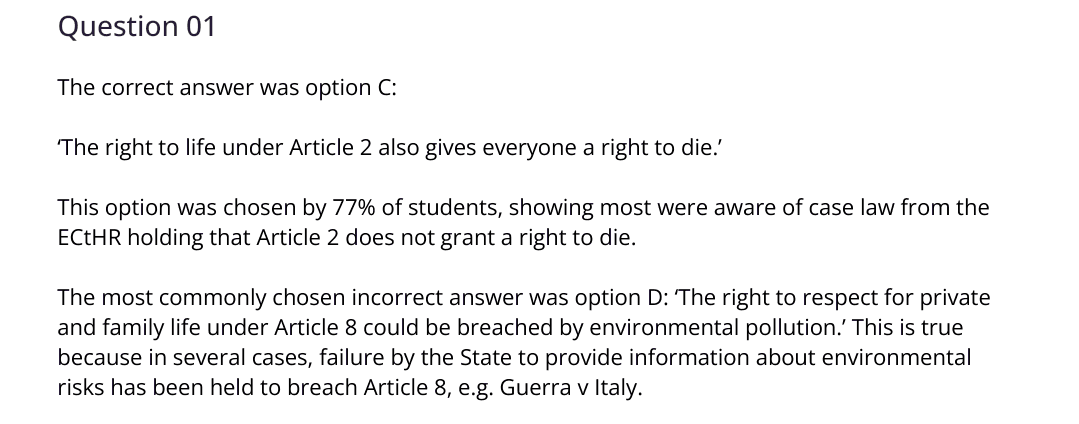 Question 01
The correct answer was option C:
‘The right to life under Article 2 also gives everyone a right to die.’
This option was chosen by 77% of students, showing most were aware of case law from the
ECtHR holding that Article 2 does not grant a right to die.
The most commonly chosen incorrect answer was option D: ‘The right to respect for private
and family life under Article 8 could be breached by environmental pollution.’ This is true
because in several cases, failure by the State to provide information about environmental
risks has been held to breach Article 8, e.g. Guerra v Italy.